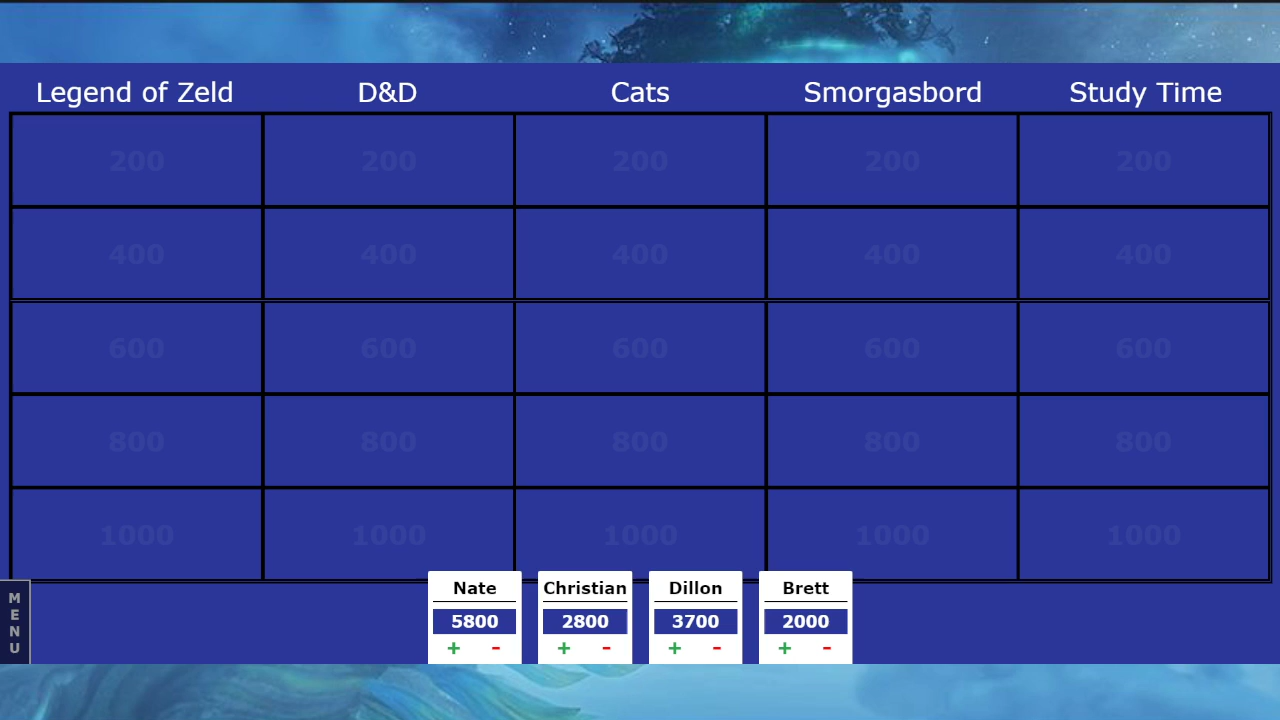 Legend of Zeld D&D Cats Smorgasbord Study Time
200 200 200 200 200
400 400 400 400 400
600 600 600 600 600
800 800 800 800 800
1000 1000 1000 1000 1000
MENU
Nate Christian Dillon Brett
5800 2800 3700 2000
+ - + - + - + -